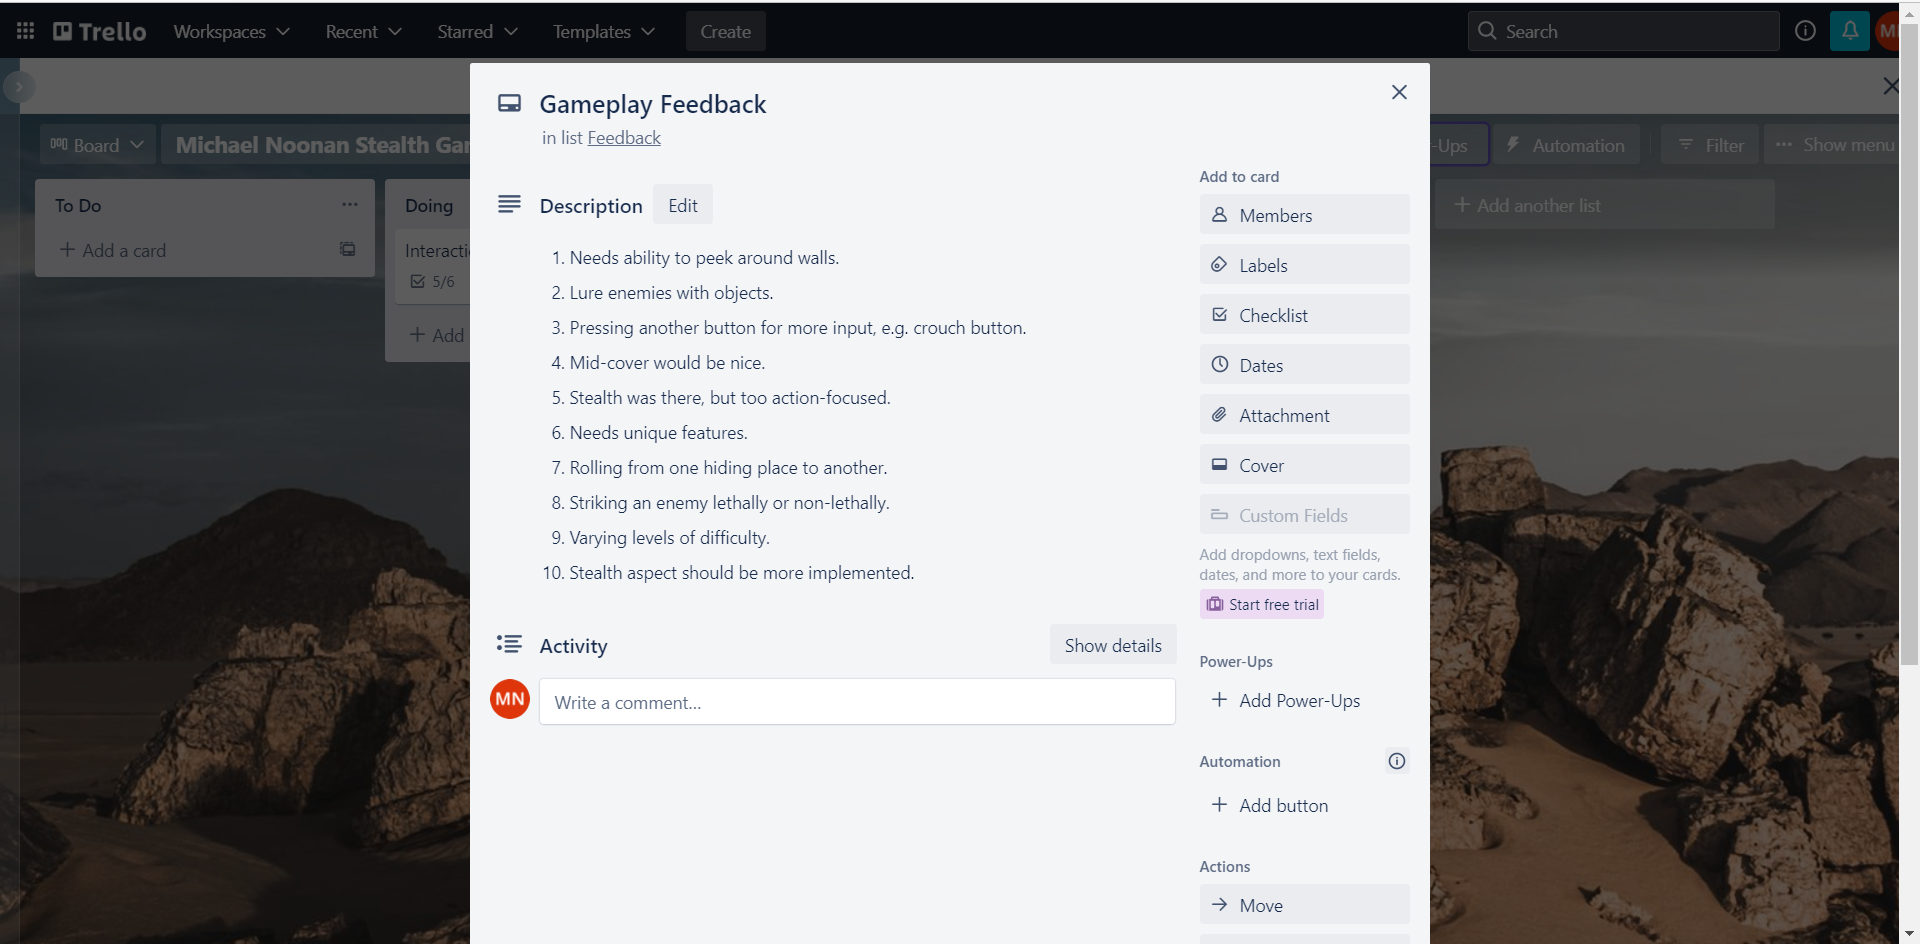 Trello
Workspaces
Recent
Starred
Templates
Create
Search
Board
Michael Noonan Stealth
-Ups
Automation
Filter
Show menu
To Do
Add a card
Doing
5/6
Add
Add another list
Gameplay Feedback
in list Feedback
Description
Edit
1. Needs ability to peek around walls.
2. Lure enemies with objects.
3. Pressing another button for more input, e.g. crouch button.
4. Mid-cover would be nice.
5. Stealth was there, but too action-focused.
6. Needs unique features.
7. Rolling from one hiding place to another.
8. Striking an enemy lethally or non-lethally.
9. Varying levels of difficulty.
10. Stealth aspect should be more implemented.
Activity
Show details
MN
Write a comment...
Add to card
Members
Labels
Checklist
Dates
Attachment
Cover
Custom Fields
Add dropdowns, text fields,
dates, and more to your cards.
Start free trial
Power-Ups
Add Power-Ups
Automation
Add button
Actions
Move